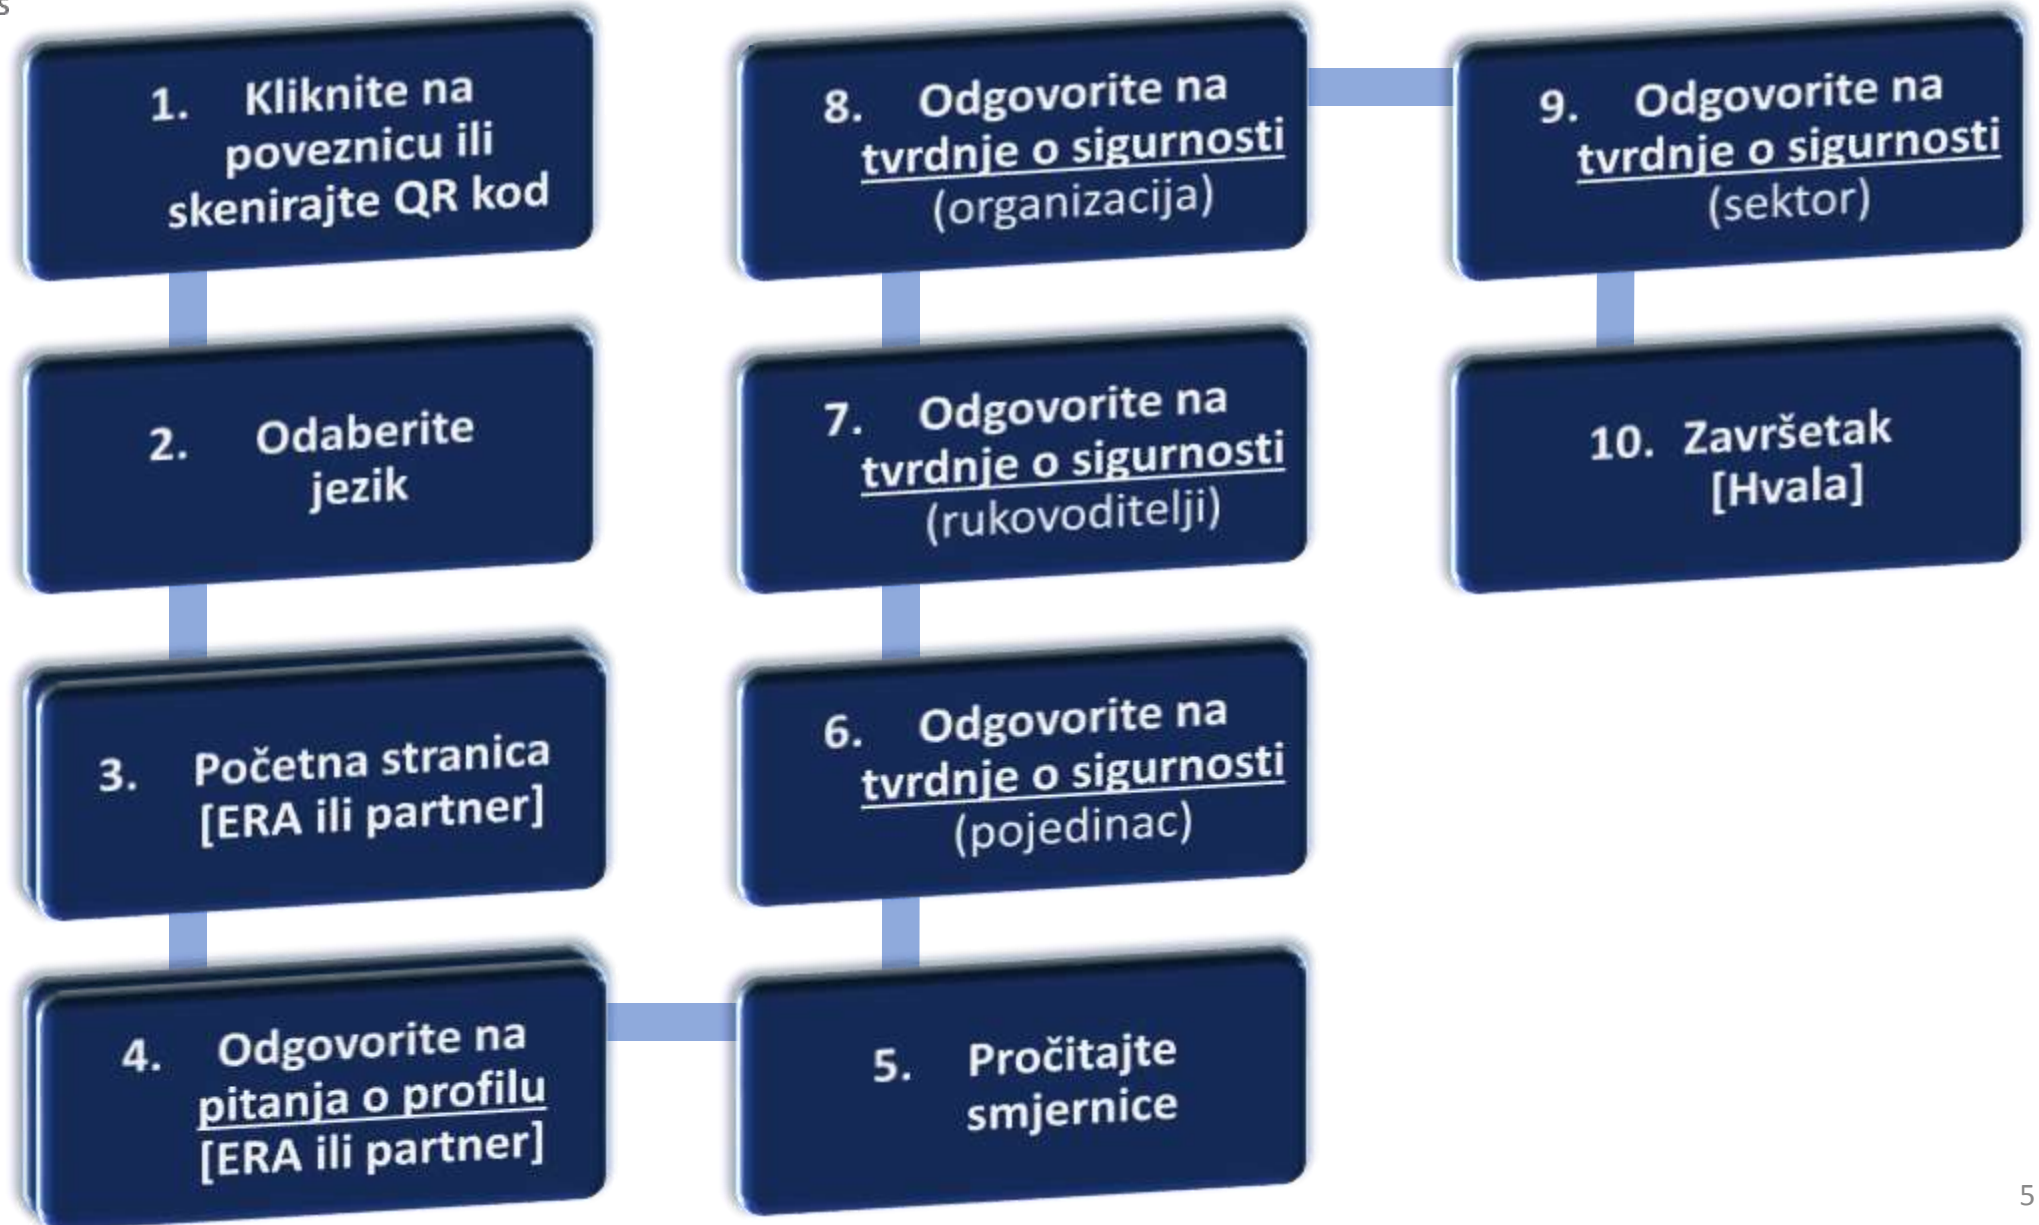 s
1. Kliknite na
poveznicu ili
skenirajte QR kod
2. Odaberite
jezik
3. Početna stranica
[ERA ili partner]
4. Odgovorite na
pitanja o profilu
[ERA ili partner]
5. Pročitajte
smjernice
6. Odgovorite na
tvrdnje o sigurnosti
(pojedinac)
7. Odgovorite na
tvrdnje o sigurnosti
(rukovoditelji)
8. Odgovorite na
tvrdnje o sigurnosti
(organizacija)
9. Odgovorite na
tvrdnje o sigurnosti
(sektor)
10. Završetak
[Hvala]
5